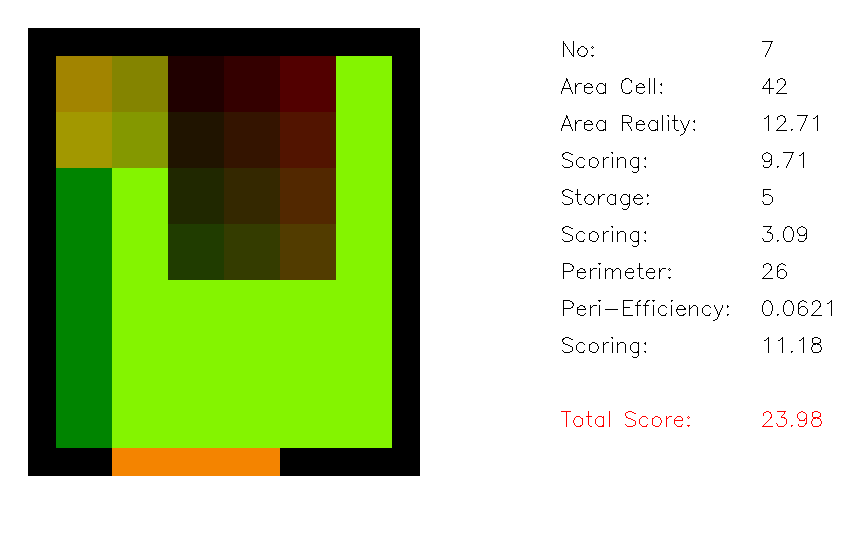 No: 7
Area Cell: 42
Area Reality: 12.71
Scoring: 9.71
Storage: 5
Scoring: 3.09
Perimeter: 26
Peri-Efficiency: 0.0621
Scoring: 11.18
Total Score: 23.98